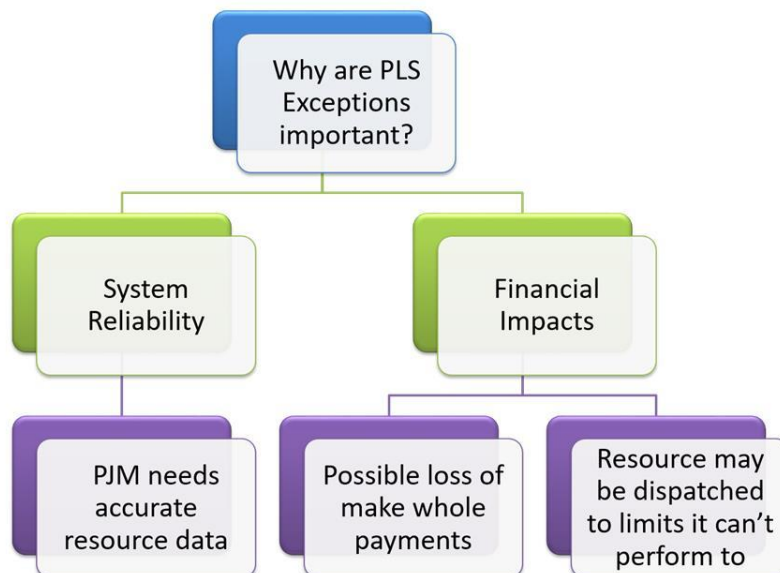 Why are PLS
Exceptions
important?
System
Reliability
Financial
Impacts
PJM needs
accurate
resource data
Possible loss of
make whole
payments
Resource may
be dispatched
to limits it can't
perform to